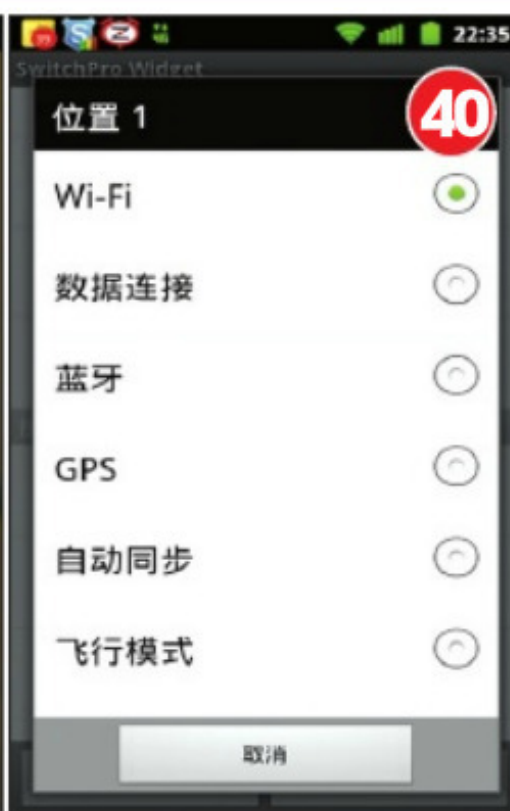 22:35
SwitchPro Widget
位置 1
40
Wi-Fi
数据连接
蓝牙
GPS
自动同步
飞行模式
取消